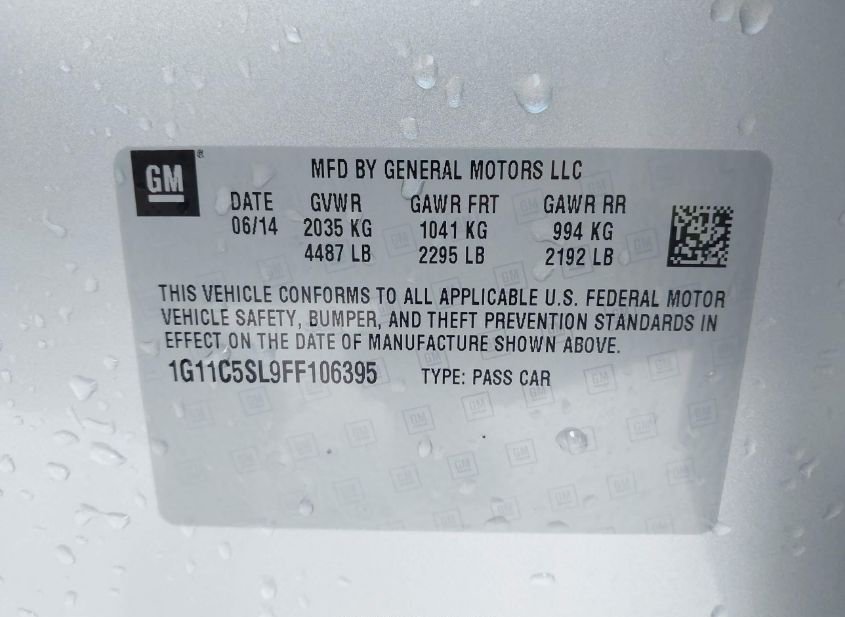 GM ® MFD BY GENERAL MOTORS LLC
DATE GVWR GAWR FRT GAWR RR
06/14 2035 KG 1041 KG 994 KG
4487 LB 2295 LB 2192 LB
THIS VEHICLE CONFORMS TO ALL APPLICABLE U.S. FEDERAL MOTOR
VEHICLE SAFETY, BUMPER, AND THEFT PREVENTION STANDARDS IN
EFFECT ON THE DATE OF MANUFACTURE SHOWN ABOVE.
1G11C5SL9FF106395 TYPE: PASS CAR